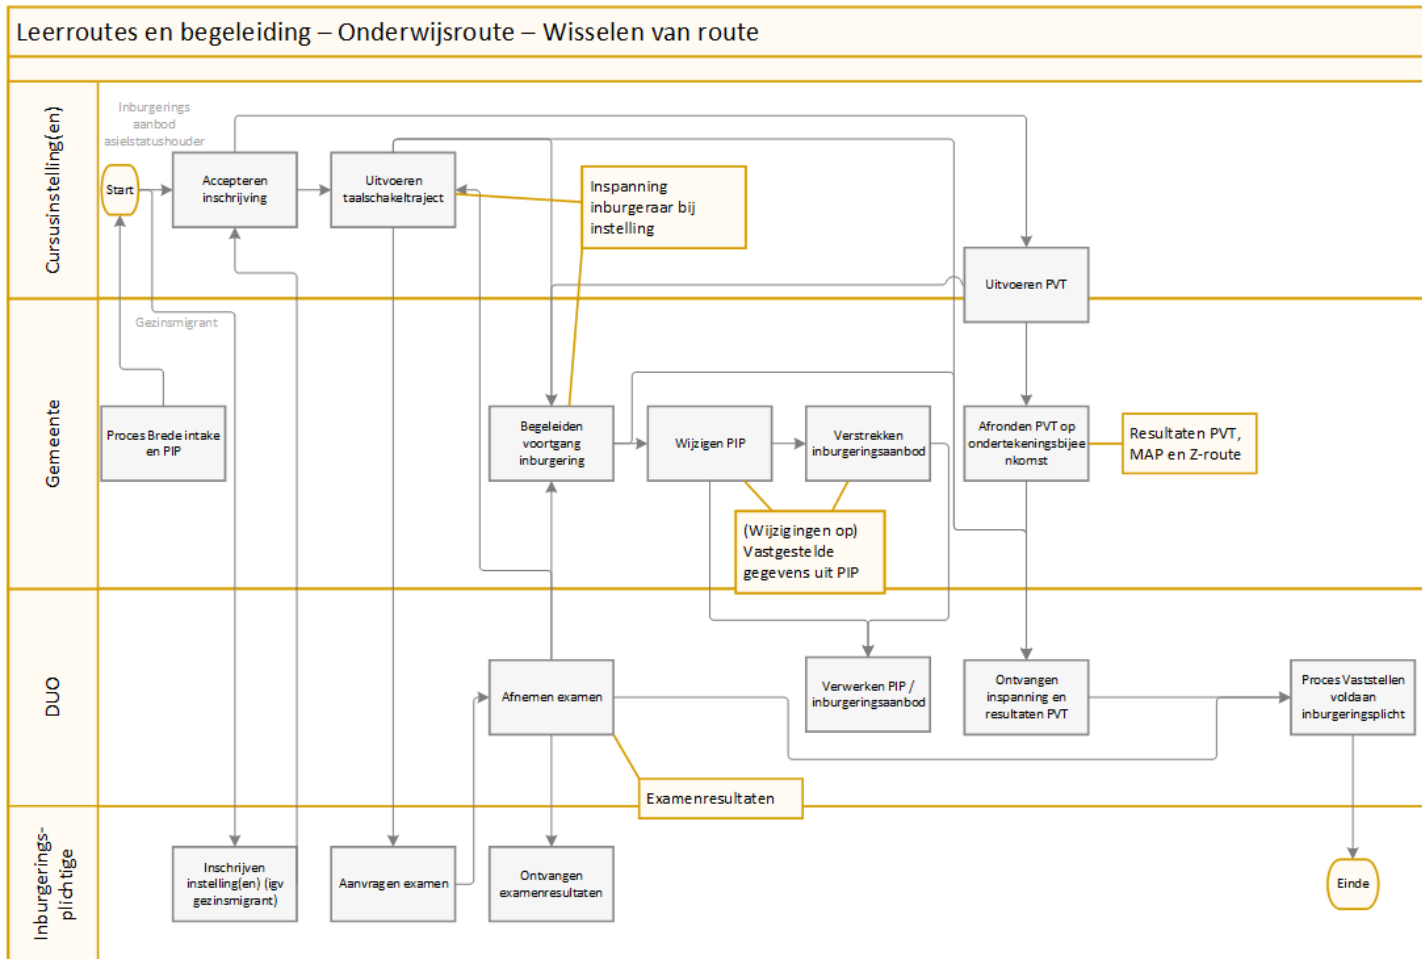 Leerroutes en begeleiding – Onderwijsroute – Wisselen van route
Cursusinstelling(en)
Inburgerings
aanbod
asielstatushouder
Start
Accepteren
inschrijving
Uitvoeren
taalschakeltraject
Inspanning
inburgeraar bij
instelling
Uitvoeren PVT
Gemeente
Gezinsmigrant
Proces Brede intake
en PIP
Begeleiden
voortgang
inburgering
Wijzigen PIP
Verstrekken
inburgeringsaanbod
Afronden PVT op
ondertekeningsbijee
nkomst
Resultaten PVT,
MAP en Z-route
(Wijzigingen op)
Vastgestelde
gegevens uit PIP
DUO
Afnemen examen
Verwerken PIP /
inburgeringsaanbod
Ontvangen
inspanning en
resultaten PVT
Proces Vaststellen
voldaan
inburgeringsplicht
Examenresultaten
Inburgerings-
plichtige
Inschrijven
instelling(en) (igv
gezinsmigrant)
Aanvragen examen
Ontvangen
examenresultaten
Einde